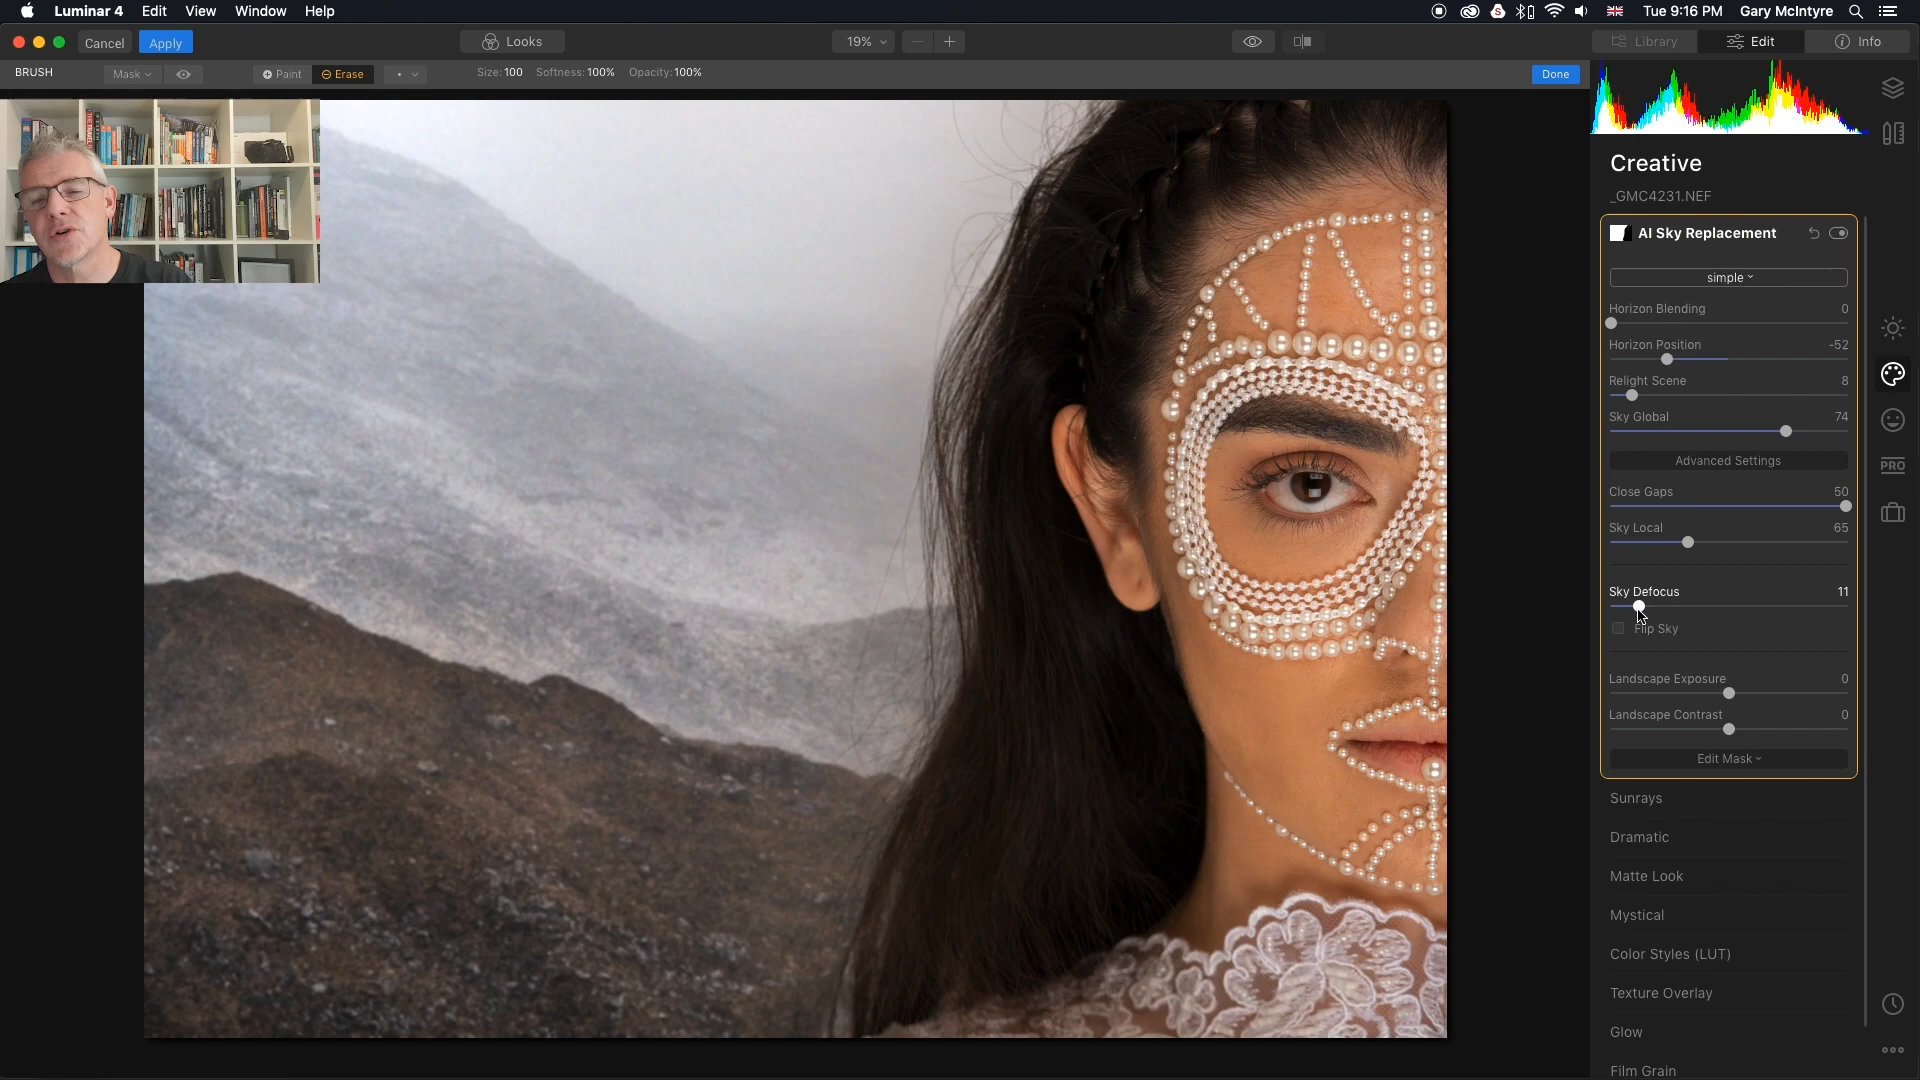 Luminar 4 Edit View Window Help
Tue 9:16 PM Gary McIntyre
Cancel Apply Looks 19% Library Edit Info
BRUSH Mask Paint Erase Size:100 Softness:100% Opacity:100% Done
Creative
_GMC4231.NEF
AI Sky Replacement
simple
Horizon Blending 0
Horizon Position -52
Relight Scene 8
Sky Global 74
Advanced Settings
Close Gaps 50
Sky Local 65
Sky Defocus 11
Flip Sky
Landscape Exposure 0
Landscape Contrast 0
Edit Mask
Sunrays
Dramatic
Matte Look
Mystical
Color Styles (LUT)
Texture Overlay
Glow
Film Grain
PRO